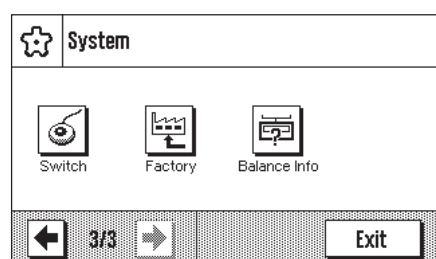 System
Switch
Factory
Balance Info
3/3
Exit